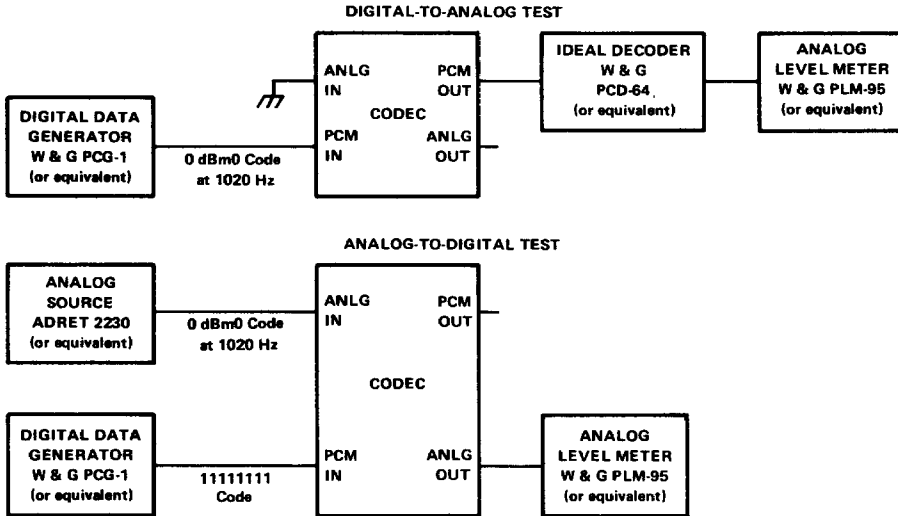 DIGITAL-TO-ANALOG TEST
DIGITAL DATA
GENERATOR
W & G PCG-1
(or equivalent)
0 dBm0 Code
at 1020 Hz
ANLG
IN
PCM
OUT
CODEC
PCM
IN
ANLG
OUT
IDEAL DECODER
W & G
PCD-64
(or equivalent)
ANALOG
LEVEL METER
W & G PLM-95
(or equivalent)
ANALOG-TO-DIGITAL TEST
ANALOG
SOURCE
ADRET 2230
(or equivalent)
0 dBm0 Code
at 1020 Hz
ANLG
IN
PCM
OUT
CODEC
DIGITAL DATA
GENERATOR
W & G PCG-1
(or equivalent)
11111111
Code
PCM
IN
ANLG
OUT
ANALOG
LEVEL METER
W & G PLM-95
(or equivalent)